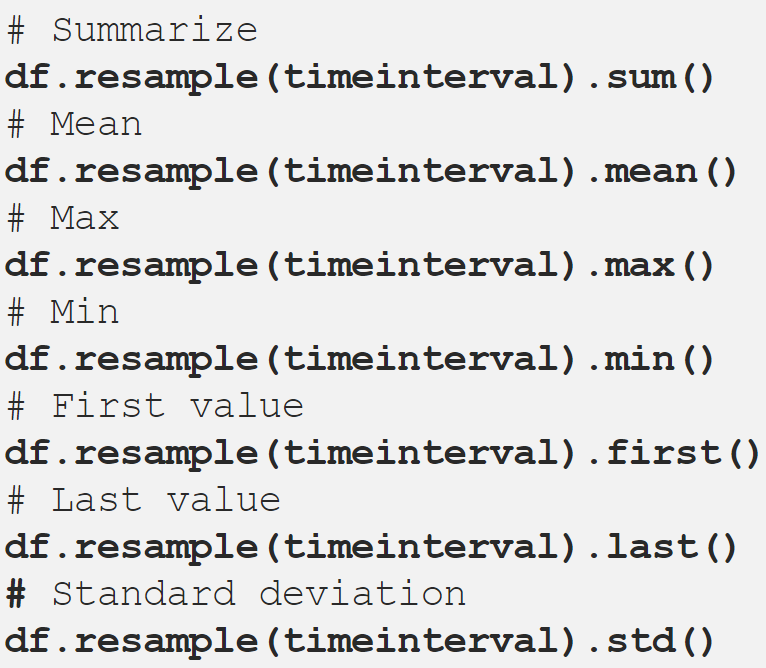 # Summarize
df.resample(timeinterval).sum()
# Mean
df.resample(timeinterval).mean()
# Max
df.resample(timeinterval).max()
# Min
df.resample(timeinterval).min()
# First value
df.resample(timeinterval).first()
# Last value
df.resample(timeinterval).last()
# Standard deviation
df.resample(timeinterval).std()